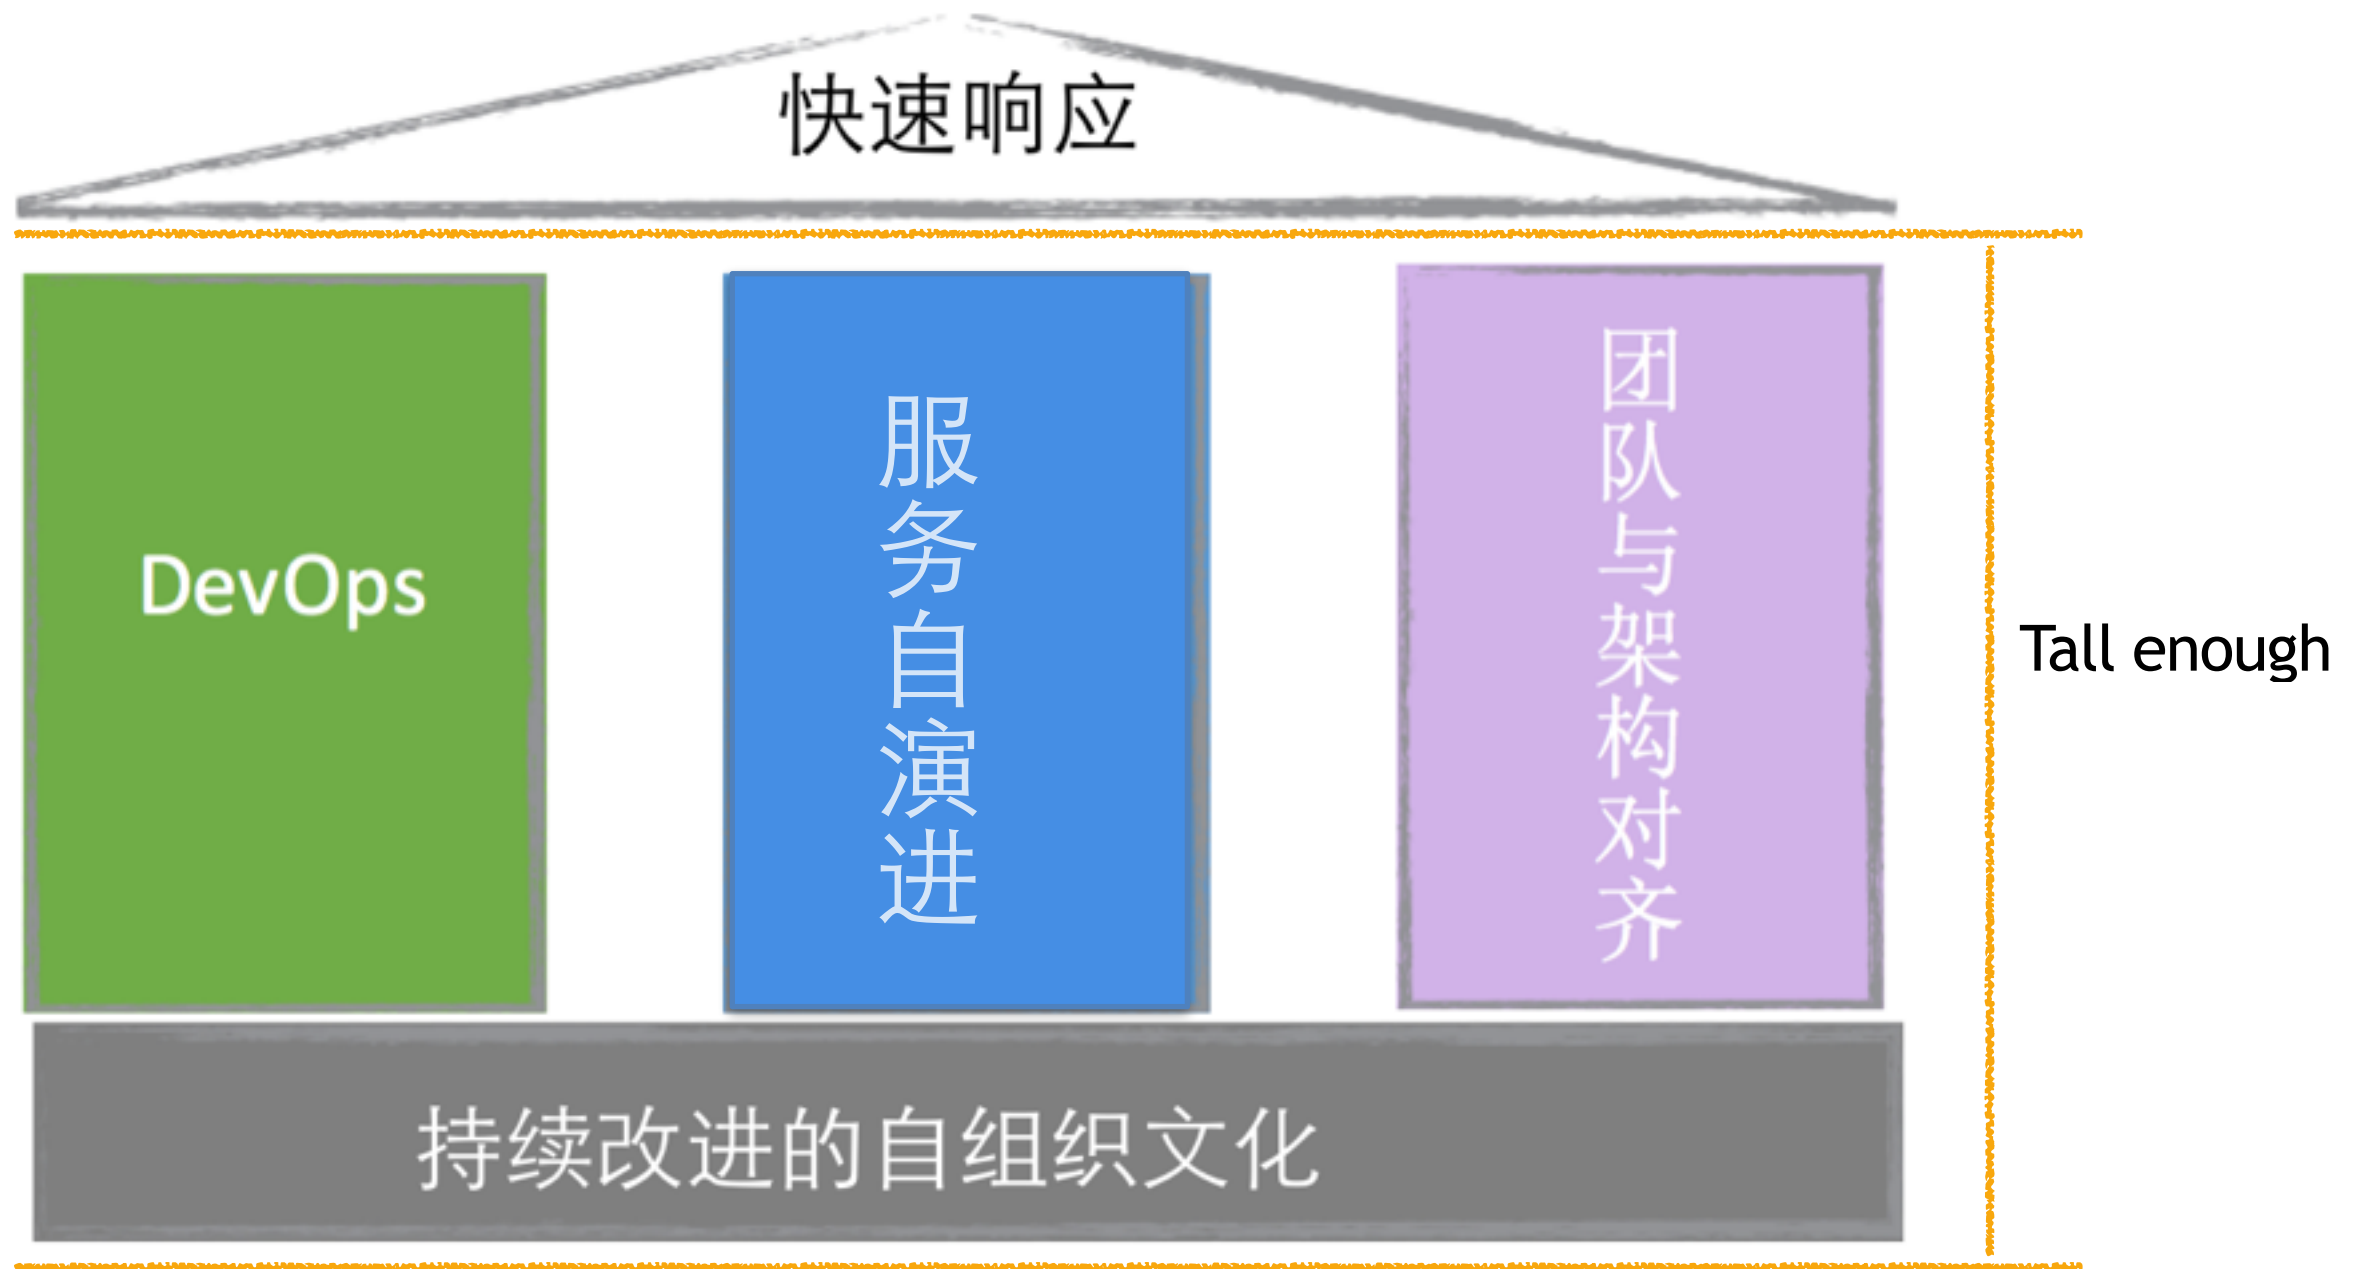 快速响应
DevOps
服务自演进
团队与架构对齐
Tall enough
持续改进的自组织文化